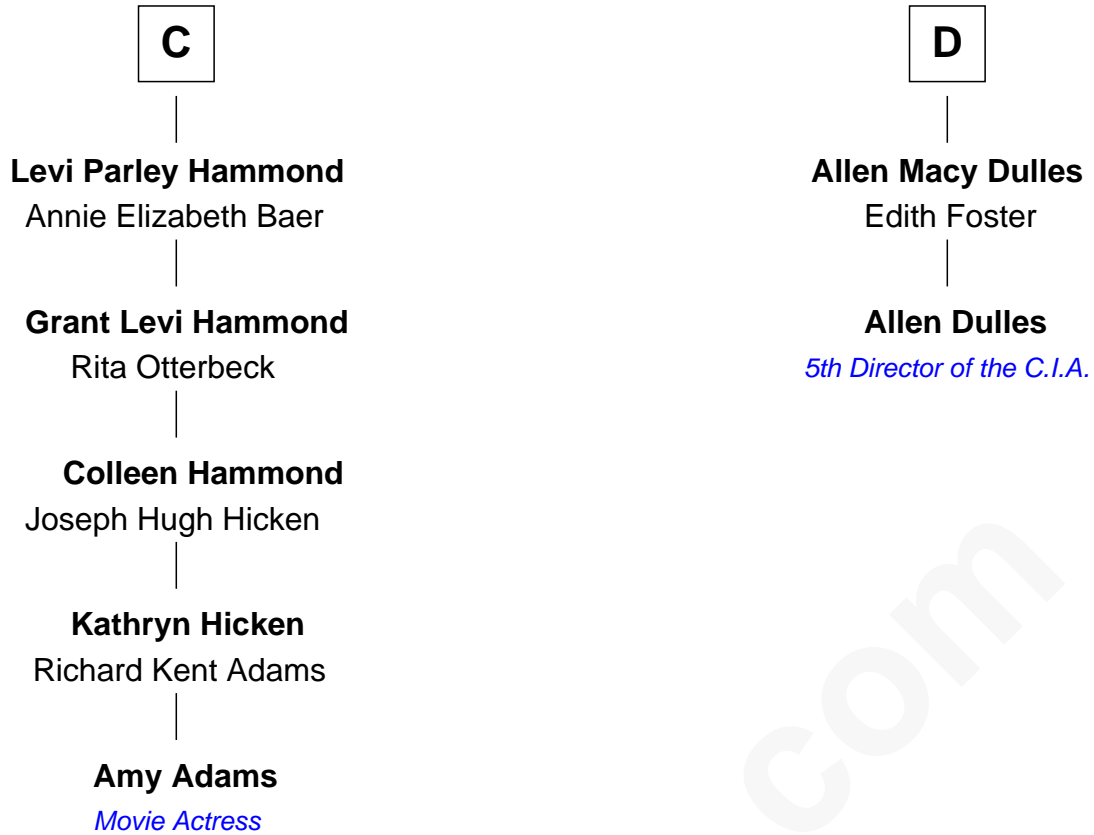 C
Levi Parley Hammond
Annie Elizabeth Baer
Grant Levi Hammond
Rita Otterbeck
Colleen Hammond
Joseph Hugh Hicken
Kathryn Hicken
Richard Kent Adams
Amy Adams
Movie Actress
D
Allen Macy Dulles
Edith Foster
Allen Dulles
5th Director of the C.I.A.
com